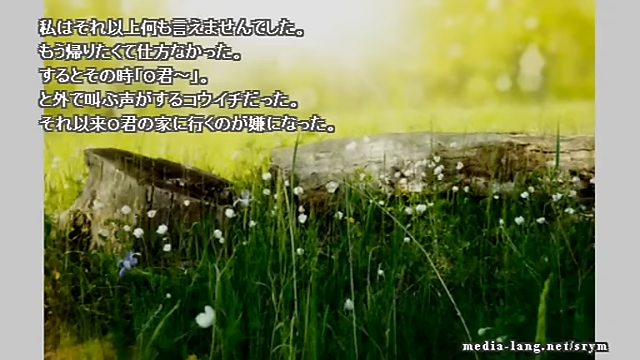 私はそれ以上何も言えませんでした。
もう帰りたくて仕方なかった。
するとその時「O君～」。
と外で叫ぶ声がするコウイチだった。
それ以来O君の家に行くのが嫌になった。
media-lang.net/srym